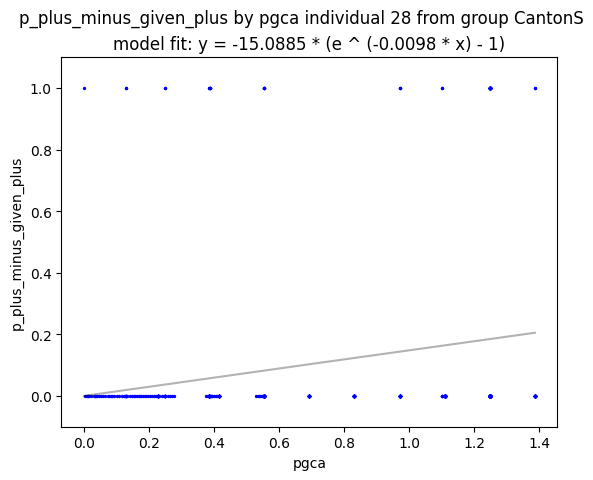 p_plus_minus_given_plus by pgca individual 28 from group CantonS
model fit: y = -15.0885 * (e ^ (-0.0098 * x) - 1)
p_plus_minus_given_plus
1.0
0.8
0.6
0.4
0.2
0.0
0.0 0.2 0.4 0.6 0.8 1.0 1.2 1.4
pgca